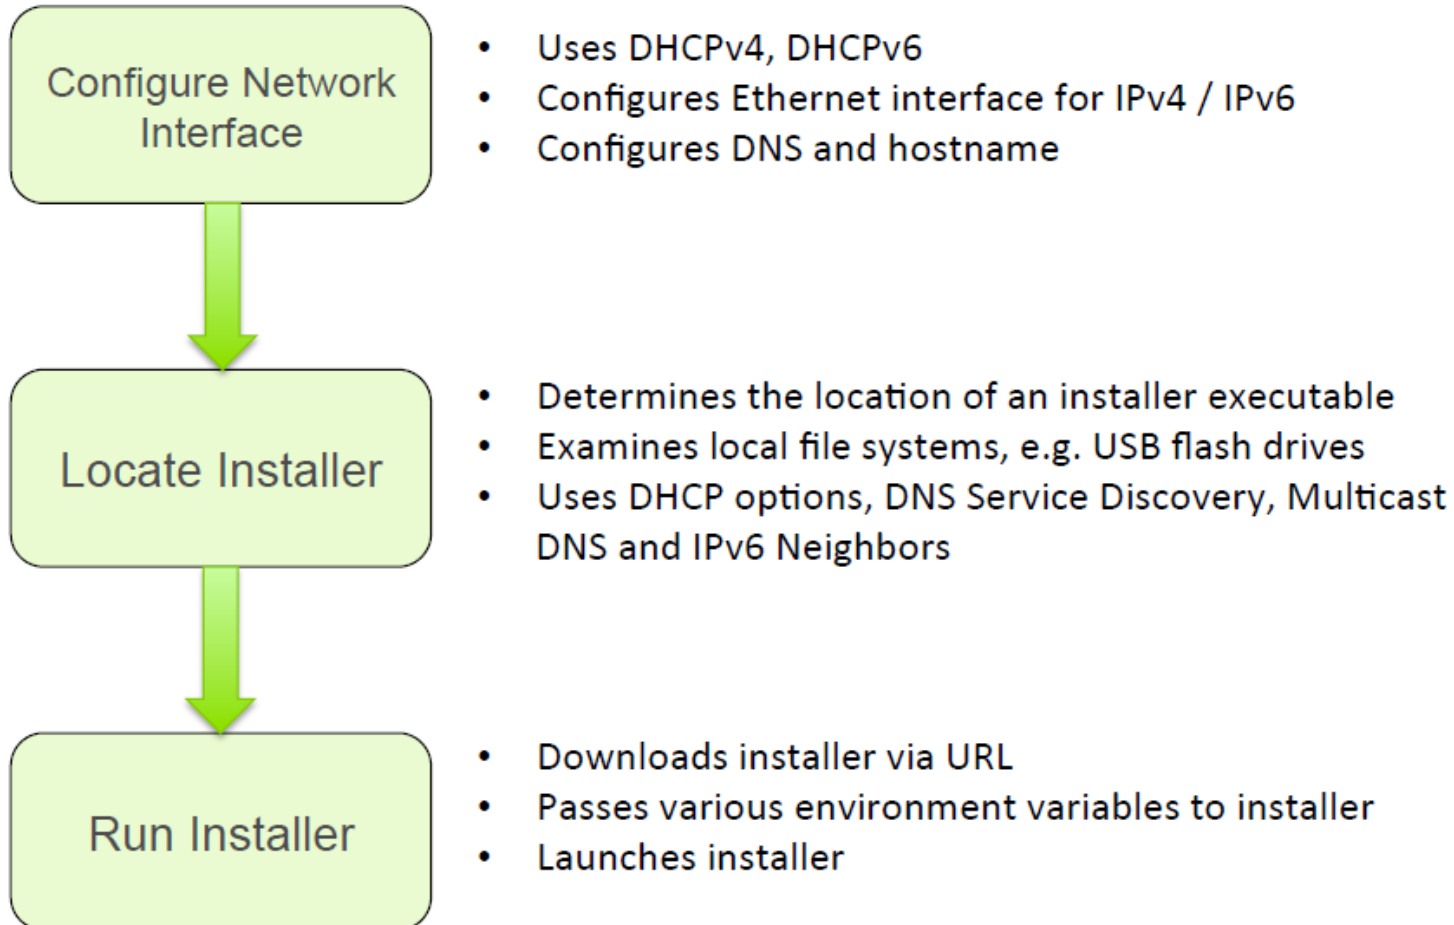 Configure Network
Interface
• Uses DHCPv4, DHCPv6
• Configures Ethernet interface for IPv4 / IPv6
• Configures DNS and hostname
Locate Installer
• Determines the location of an installer executable
• Examines local file systems, e.g. USB flash drives
• Uses DHCP options, DNS Service Discovery, Multicast
DNS and IPv6 Neighbors
Run Installer
• Downloads installer via URL
• Passes various environment variables to installer
• Launches installer